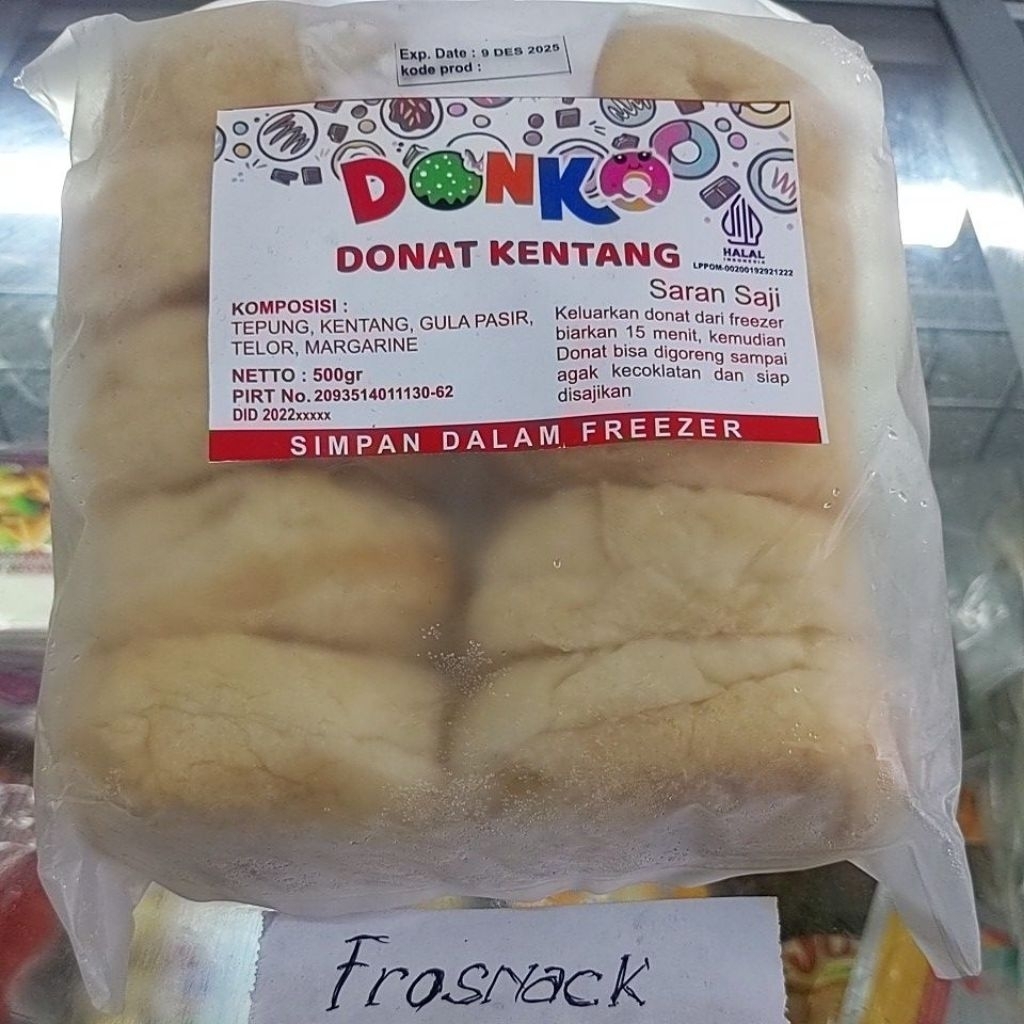 Exp. Date : 9 DES 2025
kode prod :
DONKO
DONAT KENTANG
HALAL
INDONESIA
LPPOM-00200192921222
KOMPOSISI :
TEPUNG, KENTANG, GULA PASIR,
TELOR, MARGARINE
NETTO : 500gr
PIRT No. 2093514011130-62
DID 2022xxxxx
Saran Saji
Keluarkan donat dari freezer
biarkan 15 menit, kemudian
Donat bisa digoreng sampai
agak kecoklatan dan siap
disajikan
SIMPAN DALAM FREEZER
Frosnack